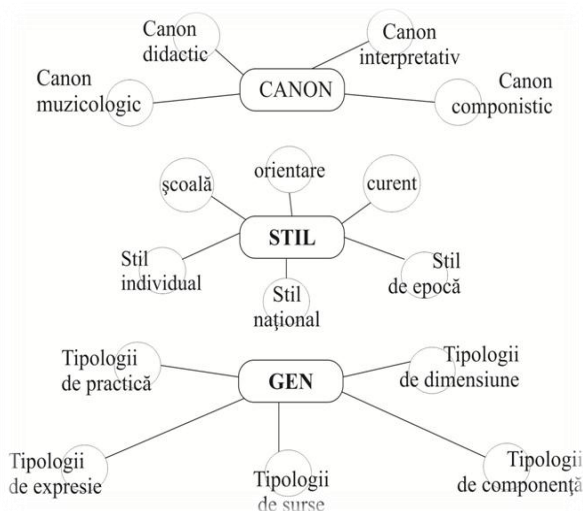 Canon
didactic
Canon
interpretativ
Canon
muzicologic
CANON
Canon
componistic
orientare
şcoală
curent
STIL
Stil
individual
Stil
de epocă
Stil
naţional
Tipologii
de practică
GEN
Tipologii
de dimensiune
Tipologii
de expresie
Tipologii
de surse
Tipologii
de componenţă